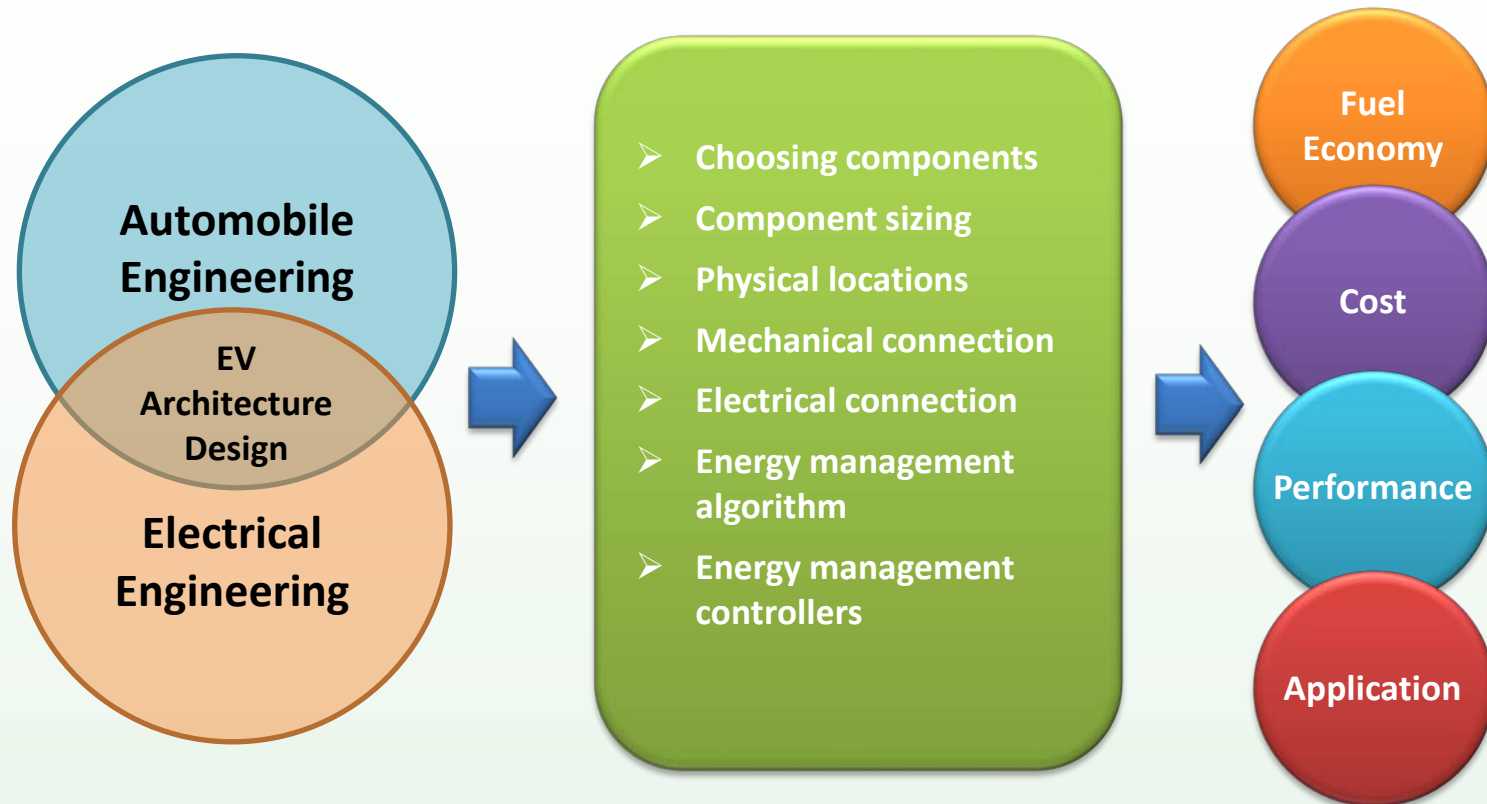 Automobile
Engineering
EV
Architecture
Design
Electrical
Engineering
➢ Choosing components
➢ Component sizing
➢ Physical locations
➢ Mechanical connection
➢ Electrical connection
➢ Energy management
algorithm
➢ Energy management
controllers
Fuel
Economy
Cost
Performance
Application